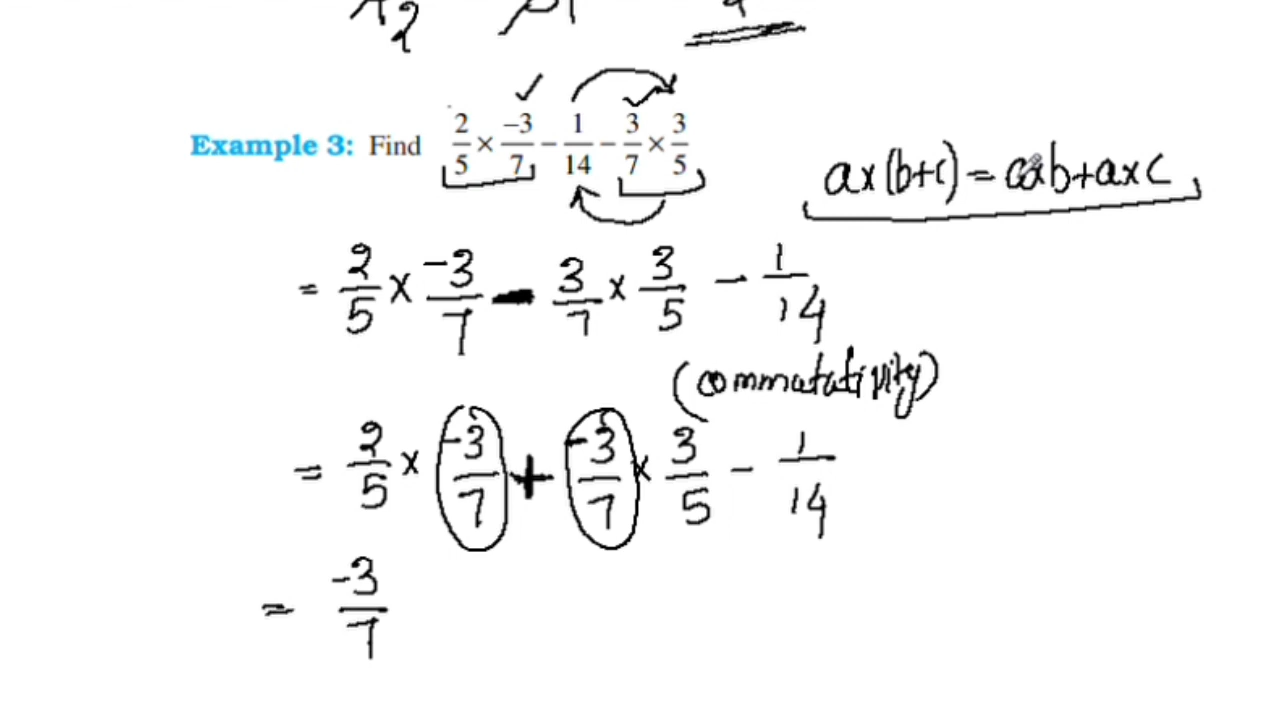 Example 3: Find 2/5 × -3/7 - 1/14 - 3/7 × 3/5
a×(b+c) = a×b+a×c
= 2/5 × -3/7 - 3/7 × 3/5 - 1/14
(commutativity)
= 2/5 × -3/7 + -3/7 × 3/5 - 1/14
= -3/7